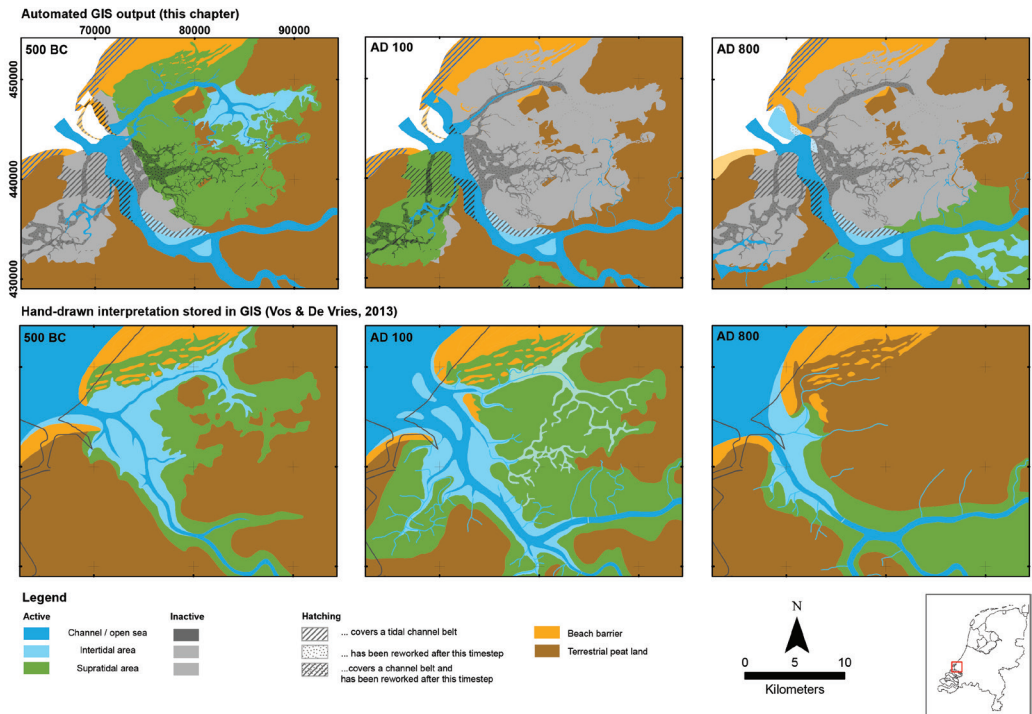 Automated GIS output (this chapter)
70000 80000 90000
500 BC
AD 100
AD 800
450000
440000
430000
Hand-drawn interpretation stored in GIS (Vos & De Vries, 2013)
500 BC
AD 100
AD 800
Legend
Active
Inactive
Hatching
Channel / open sea
Intertidal area
Supratidal area
... covers a tidal channel belt
... has been reworked after this timestep
...covers a channel belt and
has been reworked after this timestep
Beach barrier
Terrestrial peat land
N
0 5 10
Kilometers